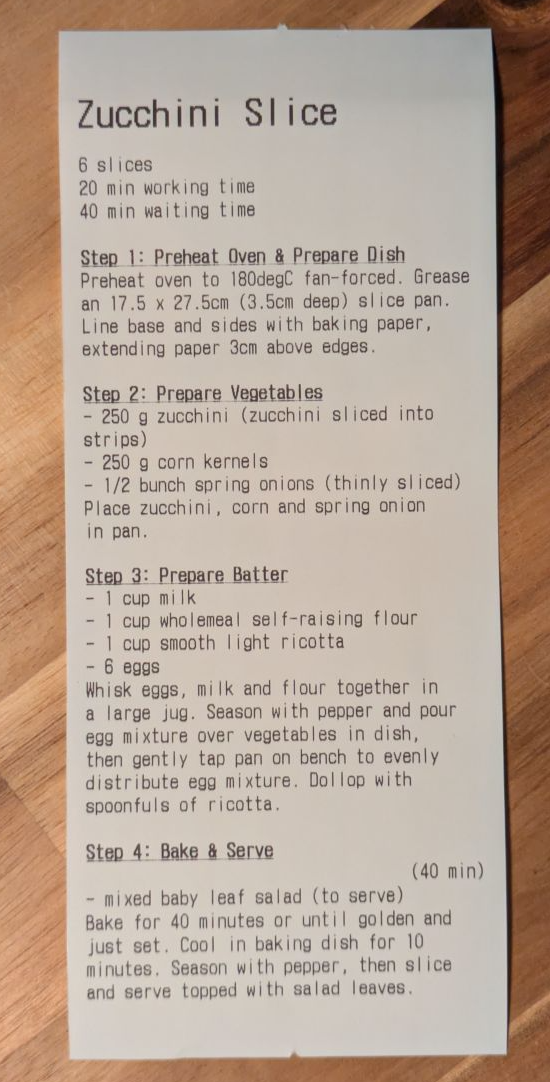 Zucchini Slice
6 slices
20 min working time
40 min waiting time
Step 1: Preheat Oven & Prepare Dish
Preheat oven to 180degC fan-forced. Grease
an 17.5 x 27.5cm (3.5cm deep) slice pan.
Line base and sides with baking paper,
extending paper 3cm above edges.
Step 2: Prepare Vegetables
- 250 g zucchini (zucchini sliced into
strips)
- 250 g corn kernels
- 1/2 bunch spring onions (thinly sliced)
Place zucchini, corn and spring onion
in pan.
Step 3: Prepare Batter
- 1 cup milk
- 1 cup wholemeal self-raising flour
- 1 cup smooth light ricotta
- 6 eggs
Whisk eggs, milk and flour together in
a large jug. Season with pepper and pour
egg mixture over vegetables in dish,
then gently tap pan on bench to evenly
distribute egg mixture. Dollop with
spoonfuls of ricotta.
Step 4: Bake & Serve
(40 min)
- mixed baby leaf salad (to serve)
Bake for 40 minutes or until golden and
just set. Cool in baking dish for 10
minutes. Season with pepper, then slice
and serve topped with salad leaves.